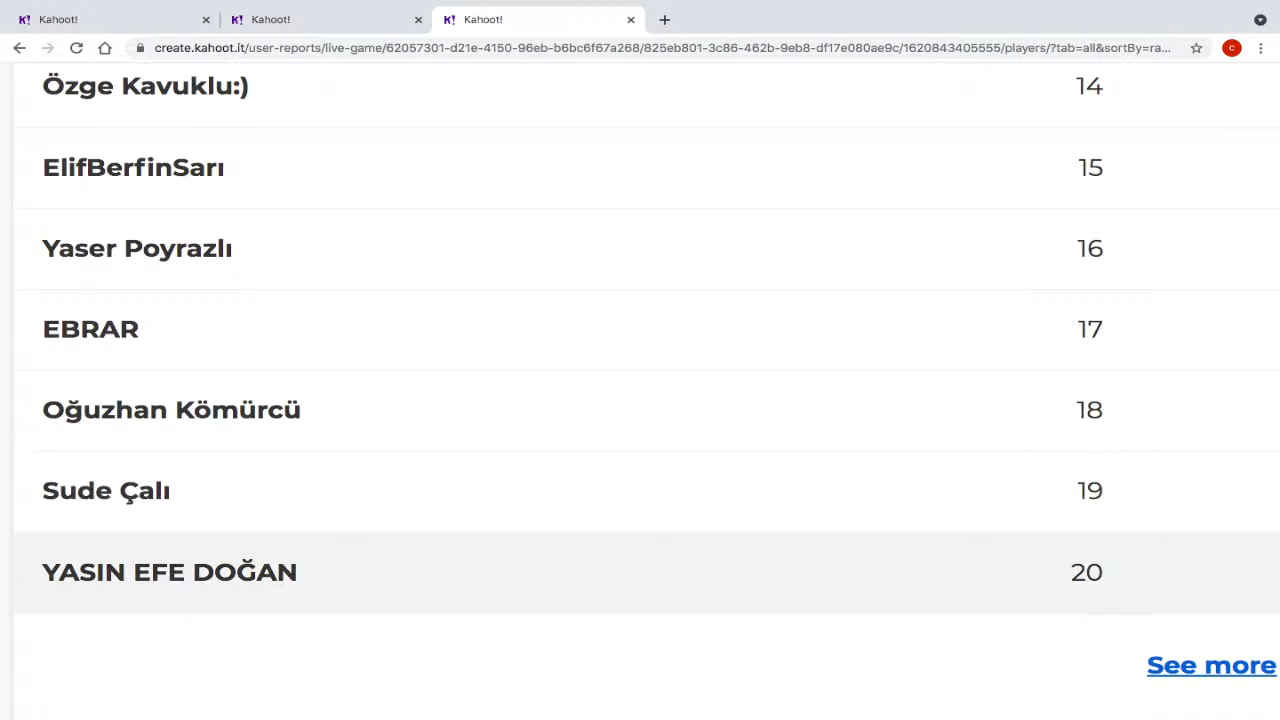 K! Kahoot!
K! Kahoot!
K! Kahoot!
create.kahoot.it/user-reports/live-game/62057301-d21e-4150-96eb-b6bc6f67a268/825eb801-3c86-462b-9eb8-df17e080ae9c/1620843405555/players/?tab=all&sortBy=ra...
C
Özge Kavuklu:) 14
ElifBerfinSarı 15
Yaser Poyrazlı 16
EBRAR 17
Oğuzhan Kömürcü 18
Sude Çalı 19
YASIN EFE DOĞAN 20
See more